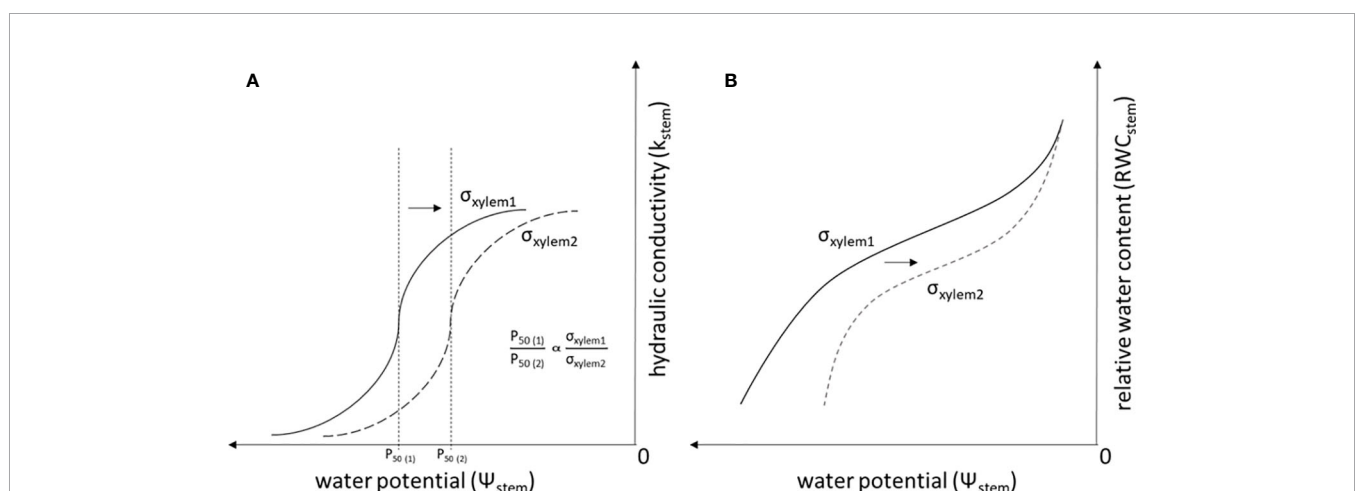 A
hydraulic conductivity (kstem)
σxylem1
σxylem2
P50 (1) σxylem1
P50 (2) ∝ σxylem2
P50 (1)
P50 (2)
0
water potential (Ψstem)
B
relative water content (RWCstem)
σxylem1
σxylem2
0
water potential (Ψstem)